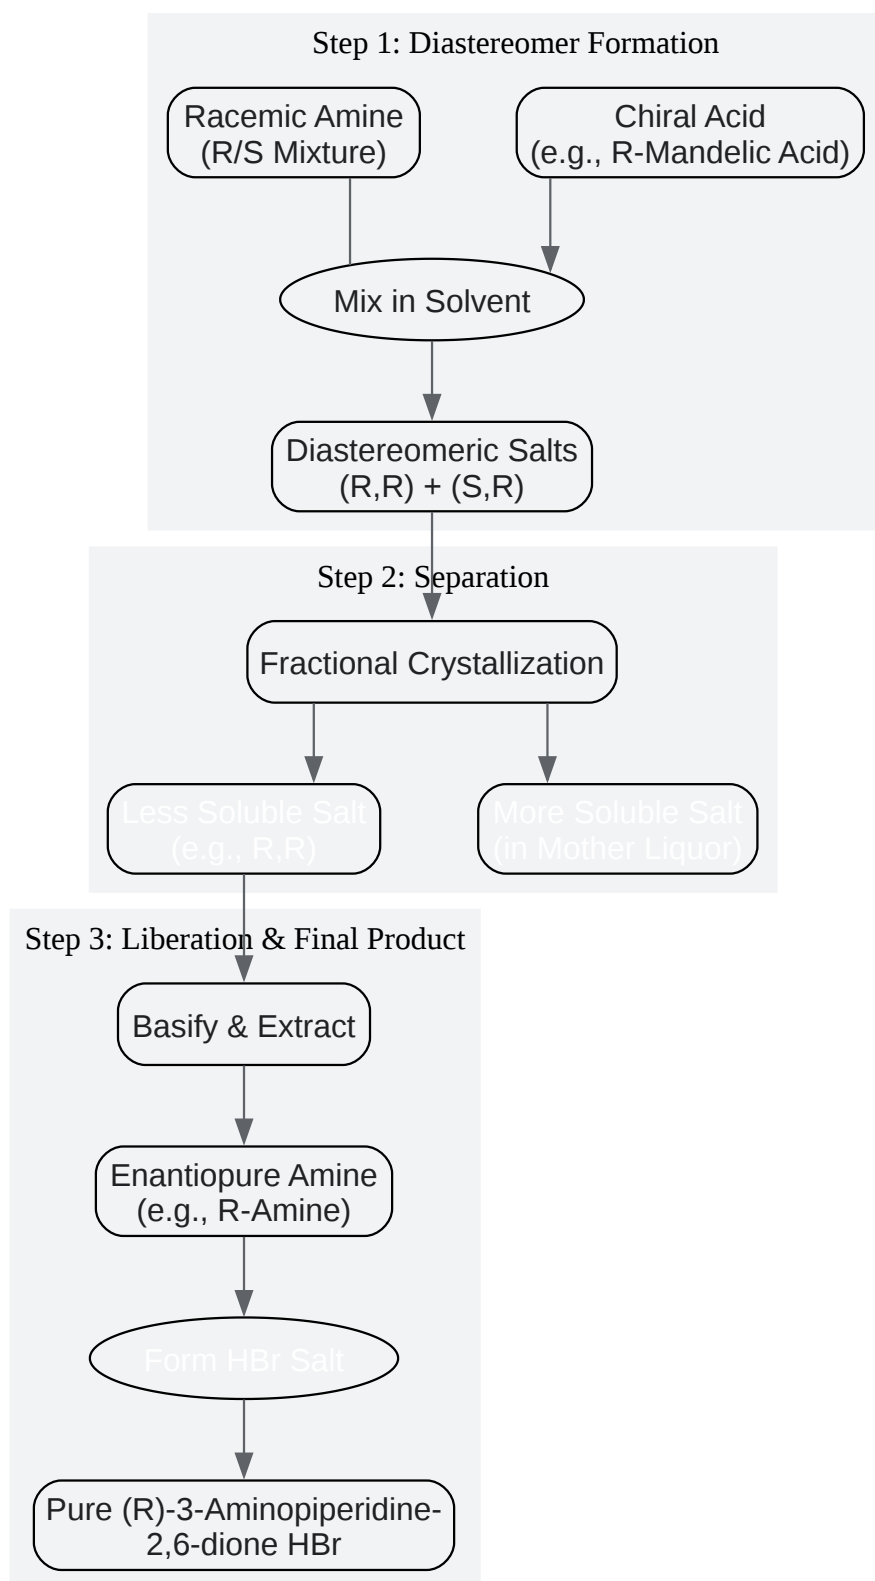 Step 1: Diastereomer Formation
Racemic Amine
(R/S Mixture)
Chiral Acid
(e.g., R-Mandelic Acid)
Mix in Solvent
Diastereomeric Salts
(R,R) + (S,R)
Step 2: Separation
Fractional Crystallization
Less Soluble Salt
(e.g., R,R)
More Soluble Salt
(in Mother Liquor)
Step 3: Liberation & Final Product
Basify & Extract
Enantiopure Amine
(e.g., R-Amine)
Form HBr Salt
Pure (R)-3-Aminopiperidine-
2,6-dione HBr